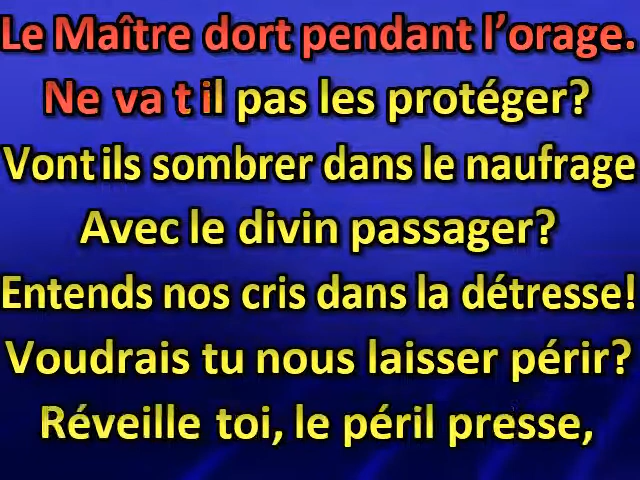 Le Maître dort pendant l’orage.
Ne va t il pas les protéger?
Vont ils sombrer dans le naufrage
Avec le divin passager?
Entends nos cris dans la détresse!
Voudrais tu nous laisser périr?
Réveille toi, le péril presse,